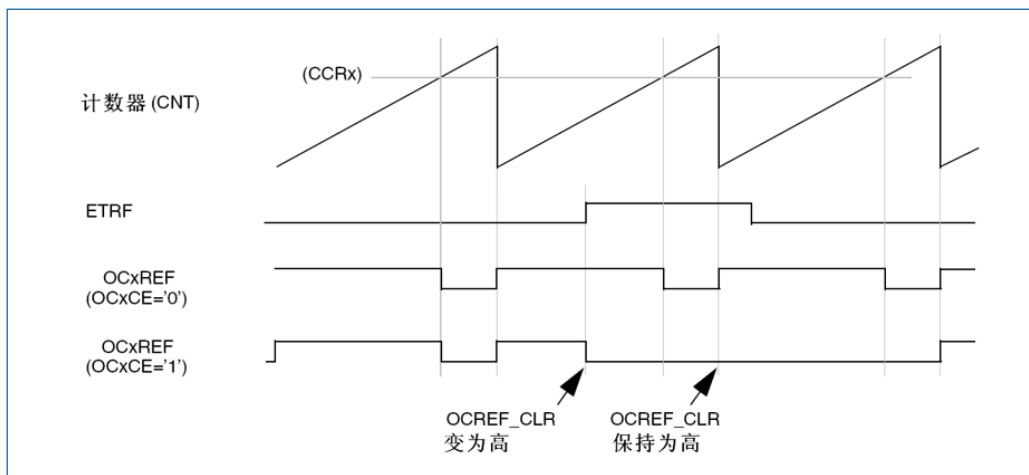 (CCRx)
计数器(CNT)
ETRF
OCxREF
(OCxCE='0')
OCxREF
(OCxCE='1')
OCREF_CLR
变为高
OCREF_CLR
保持为高